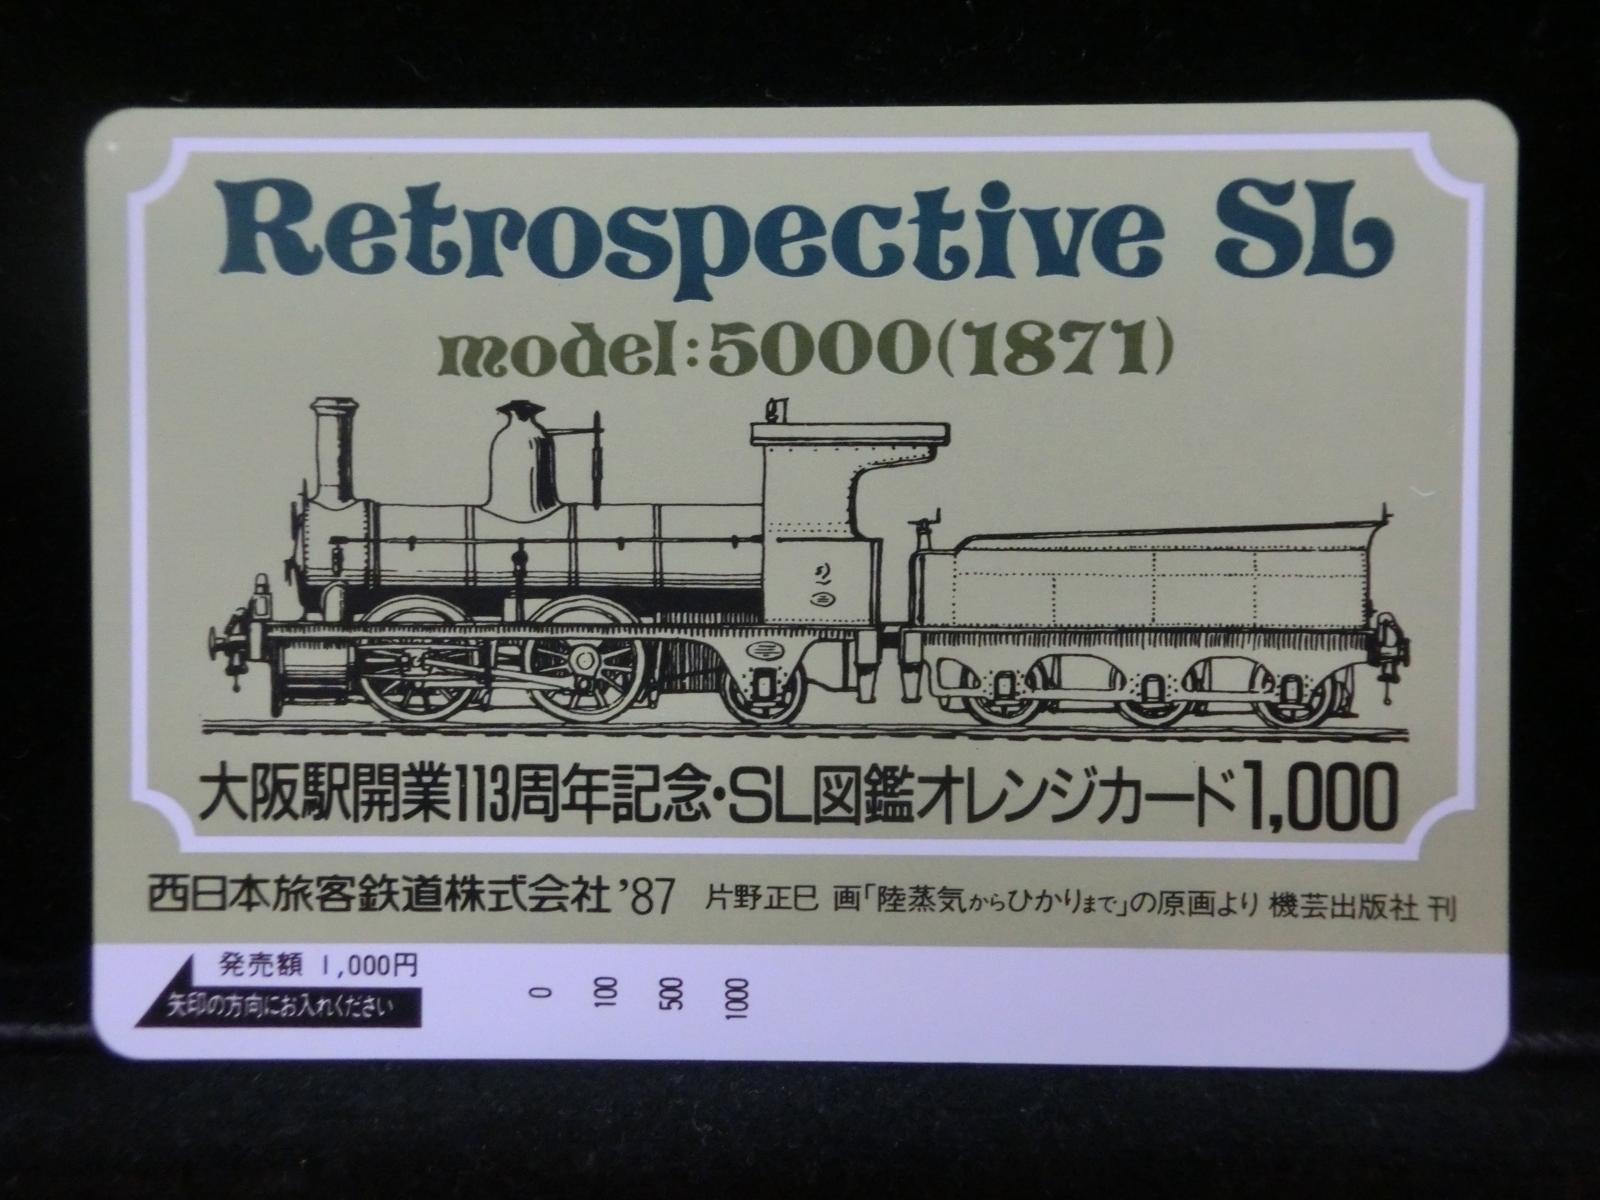 Retrospective SL
model:5000(1871)
大阪駅開業113周年記念・SL図鑑オレンジカード1,000
西日本旅客鉄道株式会社'87 片野正巳 画「陸蒸気からひかりまで」の原画より 機芸出版社 刊
発売額 1,000円
矢印の方向にお入れください
0 100 500 1000